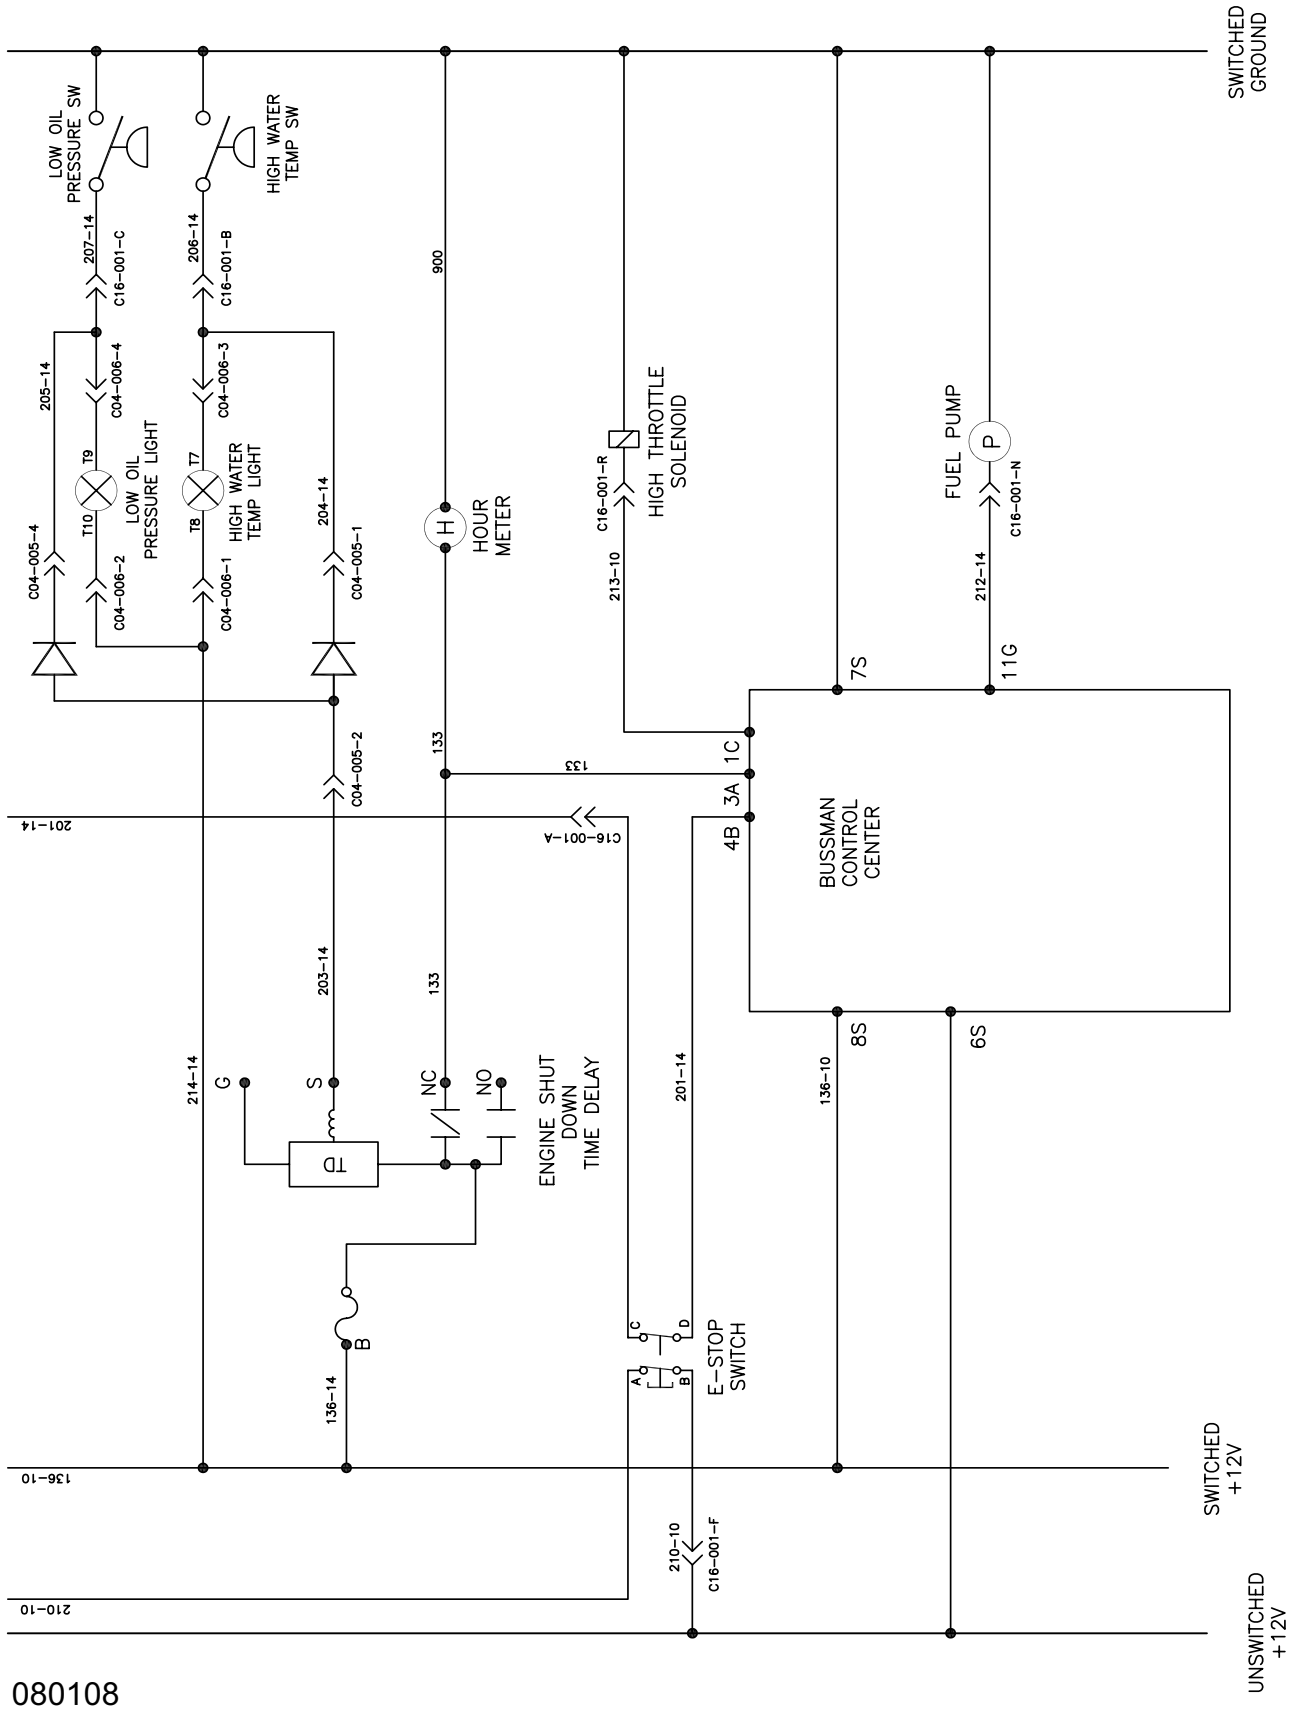 SWITCHED
GROUND
LOW OIL
PRESSURE SW
HIGH WATER
TEMP SW
207-14
C16-001-C
206-14
C16-001-B
900
205-14
C04-006-4
C04-006-3
T9
T10
LOW OIL
PRESSURE LIGHT
T7
T8
HIGH WATER
TEMP LIGHT
204-14
C04-005-4
C04-006-2
C04-006-1
C04-005-1
H
HOUR
METER
C16-001-R
HIGH THROTTLE
SOLENOID
213-10
FUEL PUMP
P
C16-001-N
212-14
7S
11G
133
133
1C
3A
4B
C04-005-2
201-14
C16-001-A
BUSSMAN
CONTROL
CENTER
203-14
133
8S
6S
214-14
G
S
NC
NO
TD
ENGINE SHUT
DOWN
TIME DELAY
201-14
136-10
B
136-14
C
D
A
B
E-STOP
SWITCH
136-10
SWITCHED
+12V
210-10
C16-001-F
210-10
UNSWITCHED
+12V
080108